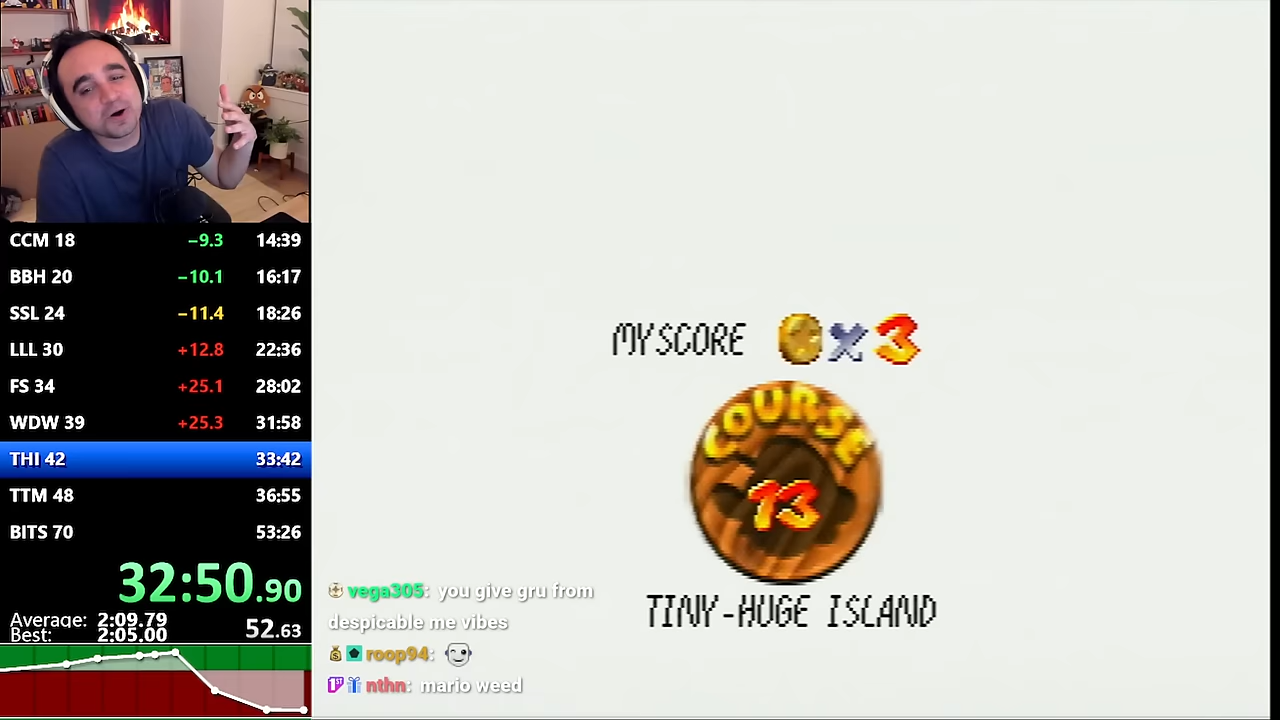 CCM 18 −9.3 14:39
BBH 20 −10.1 16:17
SSL 24 −11.4 18:26
LLL 30 +12.8 22:36
FS 34 +25.1 28:02
WDW 39 +25.3 31:58
THI 42 33:42
TTM 48 36:55
BITS 70 53:26
32:50.90
Average: 2:09.79
Best: 2:05.00
52.63
MY SCORE × 3
COURSE
13
TINY-HUGE ISLAND
vega305: you give gru from
despicable me vibes
roop94:
1st nthn: mario weed